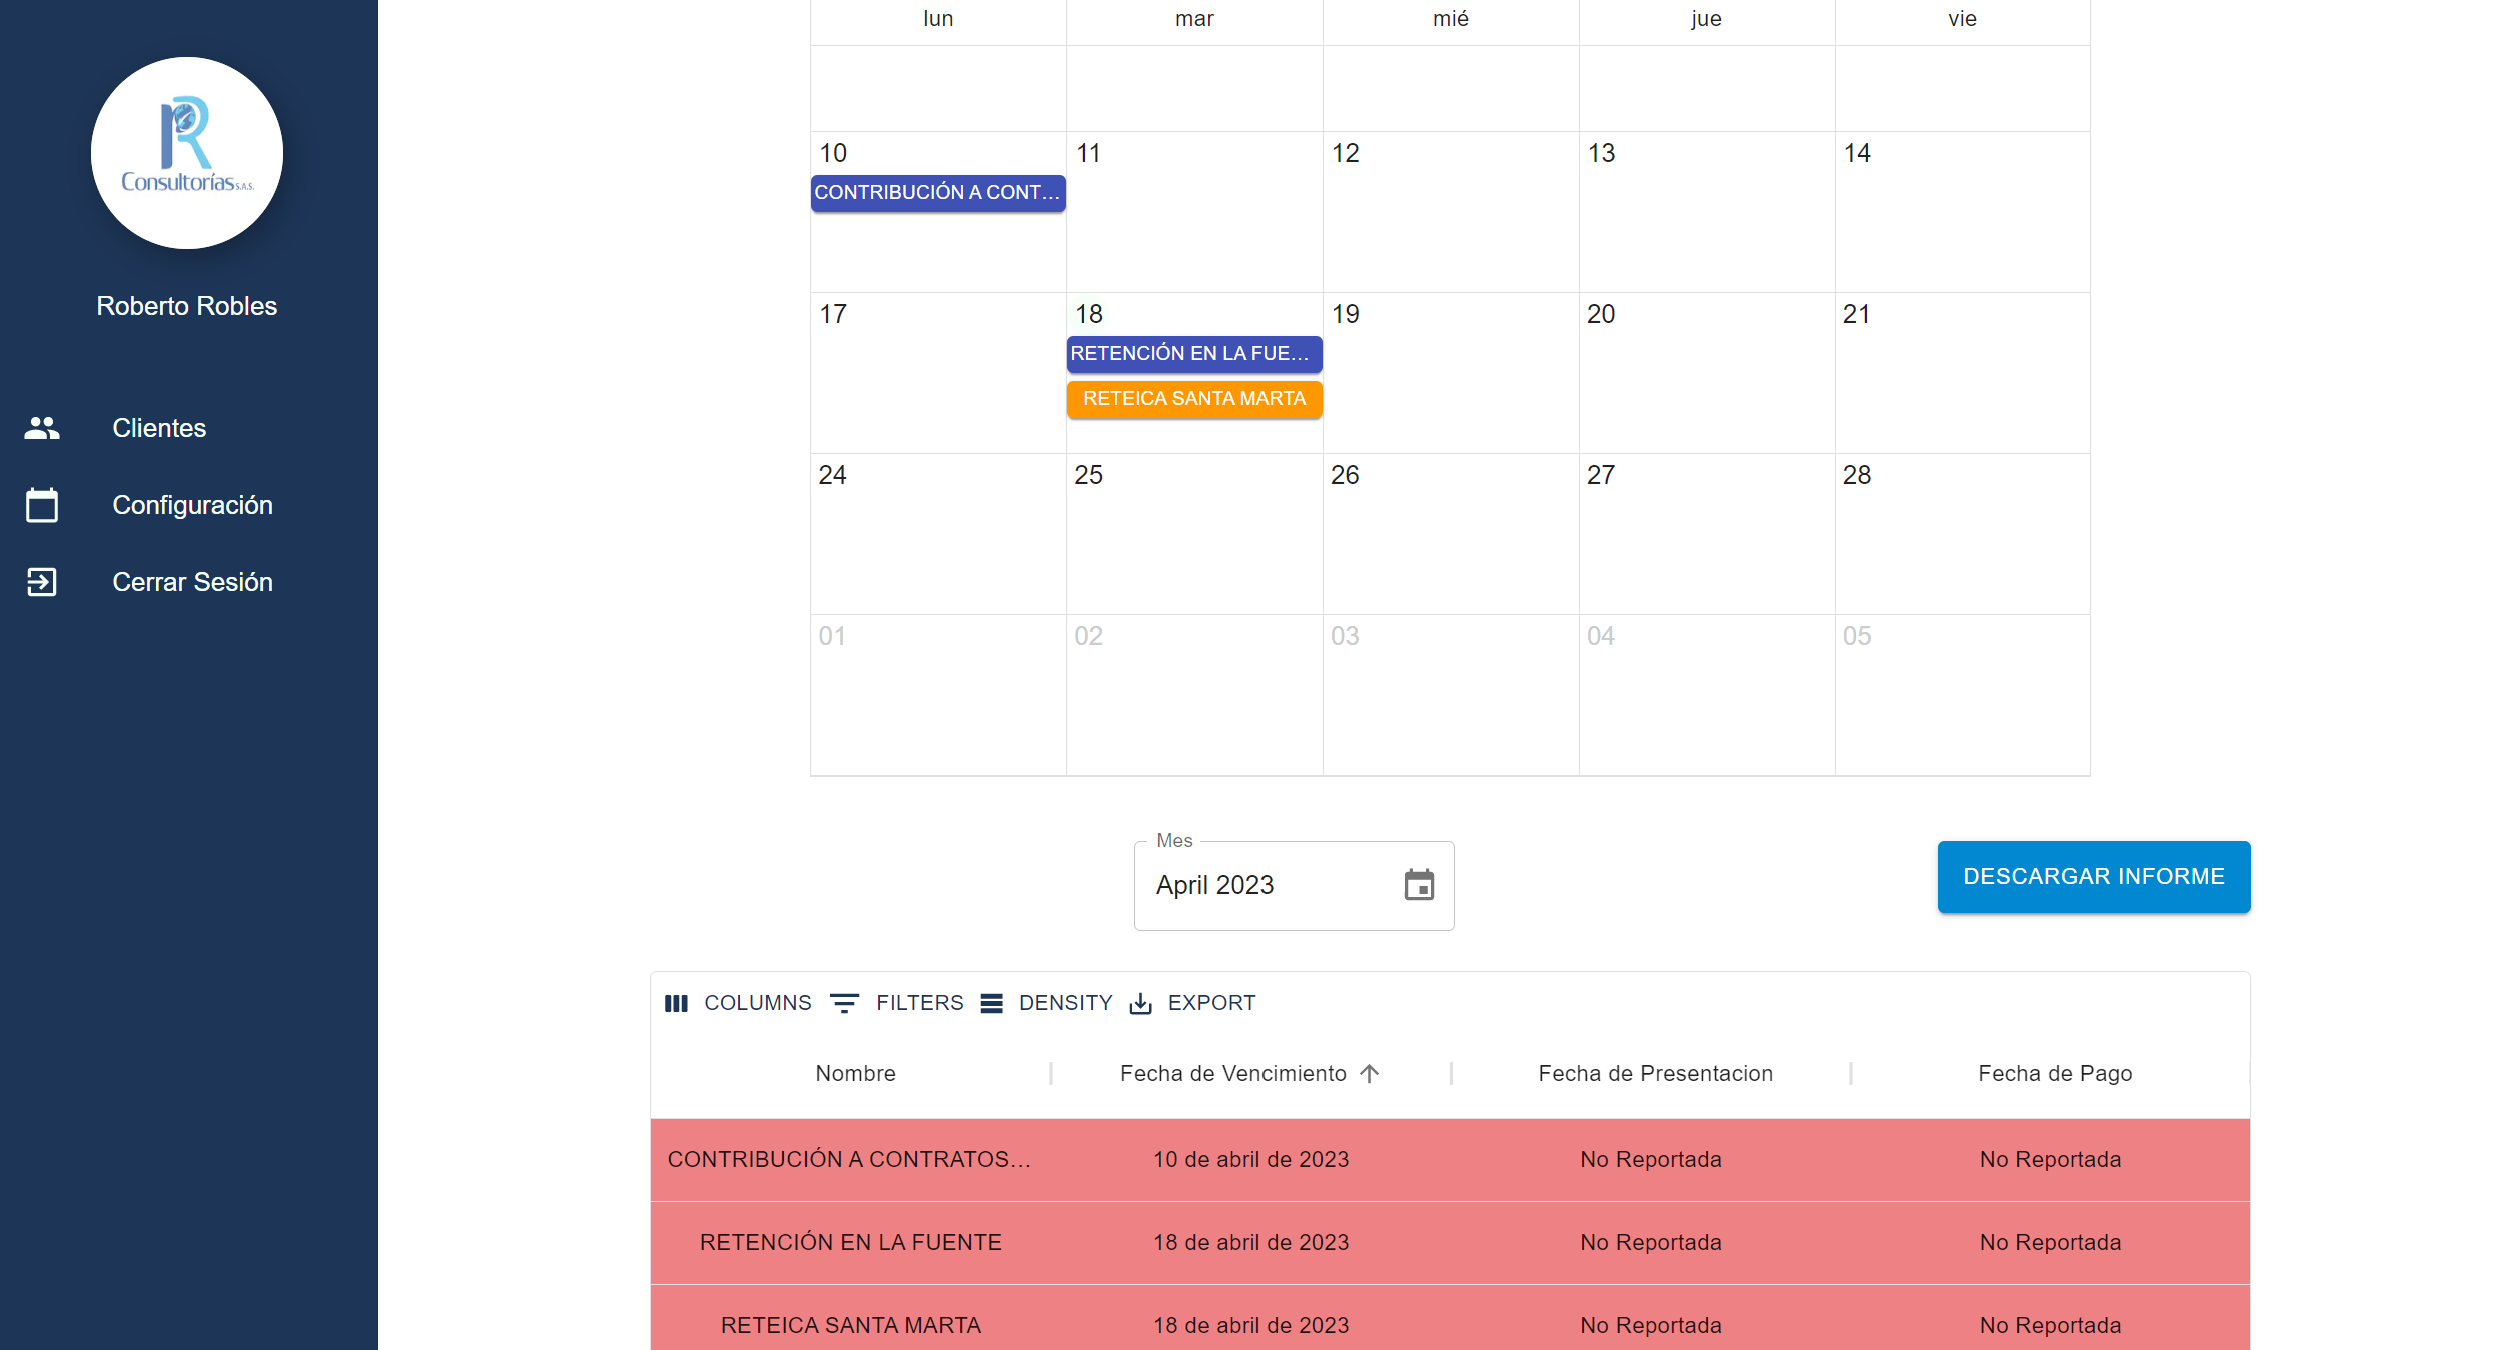 Consultorías S.A.S.
Roberto Robles
Clientes
Configuración
Cerrar Sesión
lun mar mié jue vie
10 11 12 13 14
CONTRIBUCIÓN A CONT...
17 18 19 20 21
RETENCIÓN EN LA FUE...
RETEICA SANTA MARTA
24 25 26 27 28
01 02 03 04 05
Mes
April 2023
DESCARGAR INFORME
COLUMNS FILTERS DENSITY EXPORT
Nombre Fecha de Vencimiento Fecha de Presentacion Fecha de Pago
CONTRIBUCIÓN A CONTRATOS... 10 de abril de 2023 No Reportada No Reportada
RETENCIÓN EN LA FUENTE 18 de abril de 2023 No Reportada No Reportada
RETEICA SANTA MARTA 18 de abril de 2023 No Reportada No Reportada